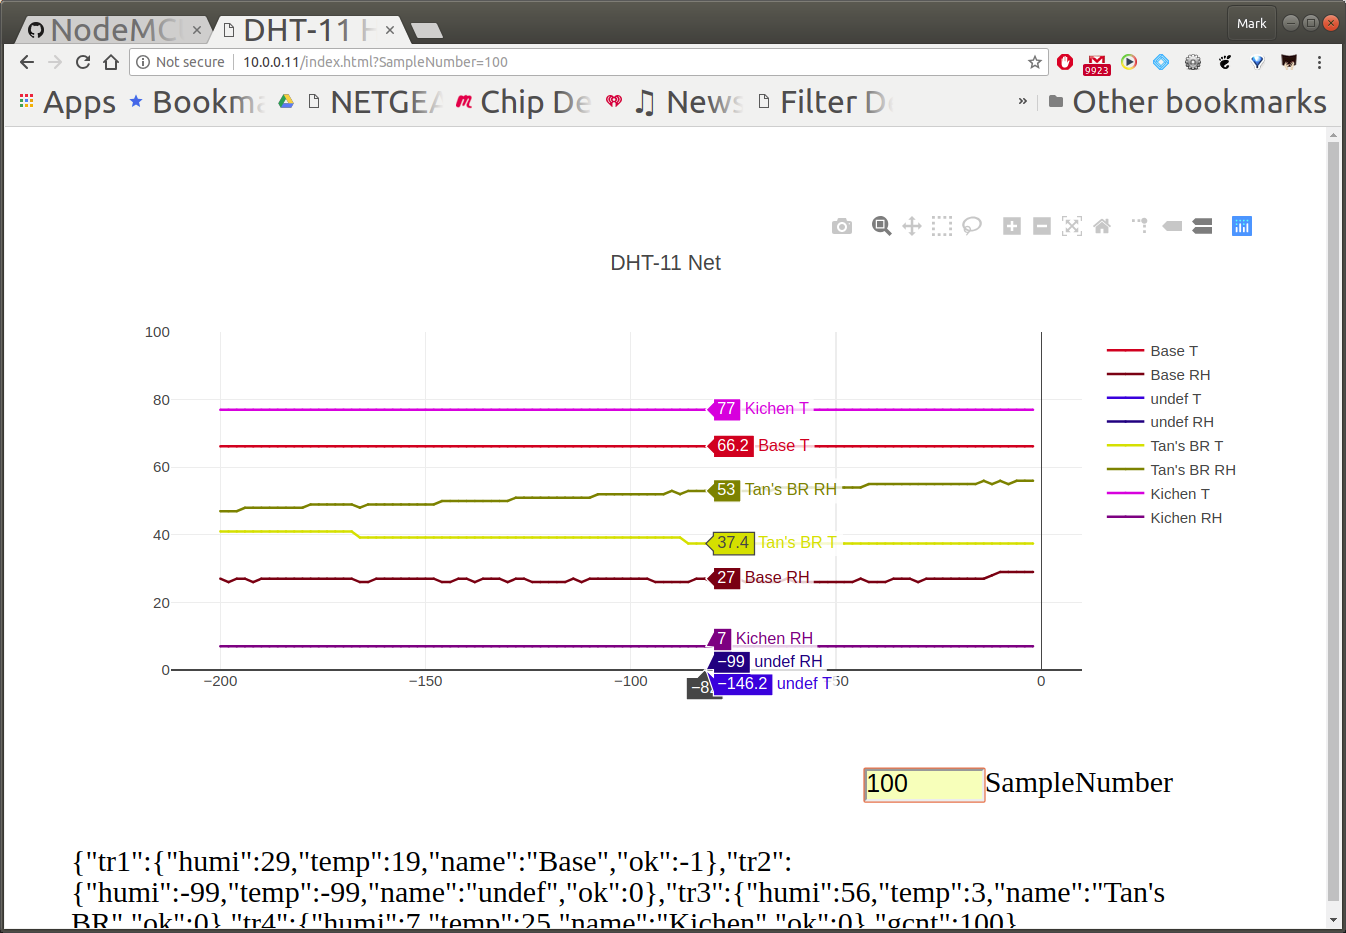 NodeMC
DHT-11 H
Mark
Not secure
10.0.0.11/index.html?SampleNumber=100
9923
Apps
Bookma
NETGEA
Chip De
News
Filter D
»
Other bookmarks
DHT-11 Net
100
80
60
40
20
0
−200
−150
−100
50
0
77 Kichen T
66.2 Base T
53 Tan's BR RH
37.4 Tan's BR T
27 Base RH
7 Kichen RH
−99 undef RH
−146.2 undef T
Base T
Base RH
undef T
undef RH
Tan's BR T
Tan's BR RH
Kichen T
Kichen RH
100 SampleNumber
{"tr1":{"humi":29,"temp":19,"name":"Base","ok":-1},"tr2":
{"humi":-99,"temp":-99,"name":"undef","ok":0},"tr3":{"humi":56,"temp":3,"name":"Tan's
BR","ok":0},"tr4":{"humi":7,"temp":25,"name":"Kichen","ok":0},"gcnt":100}